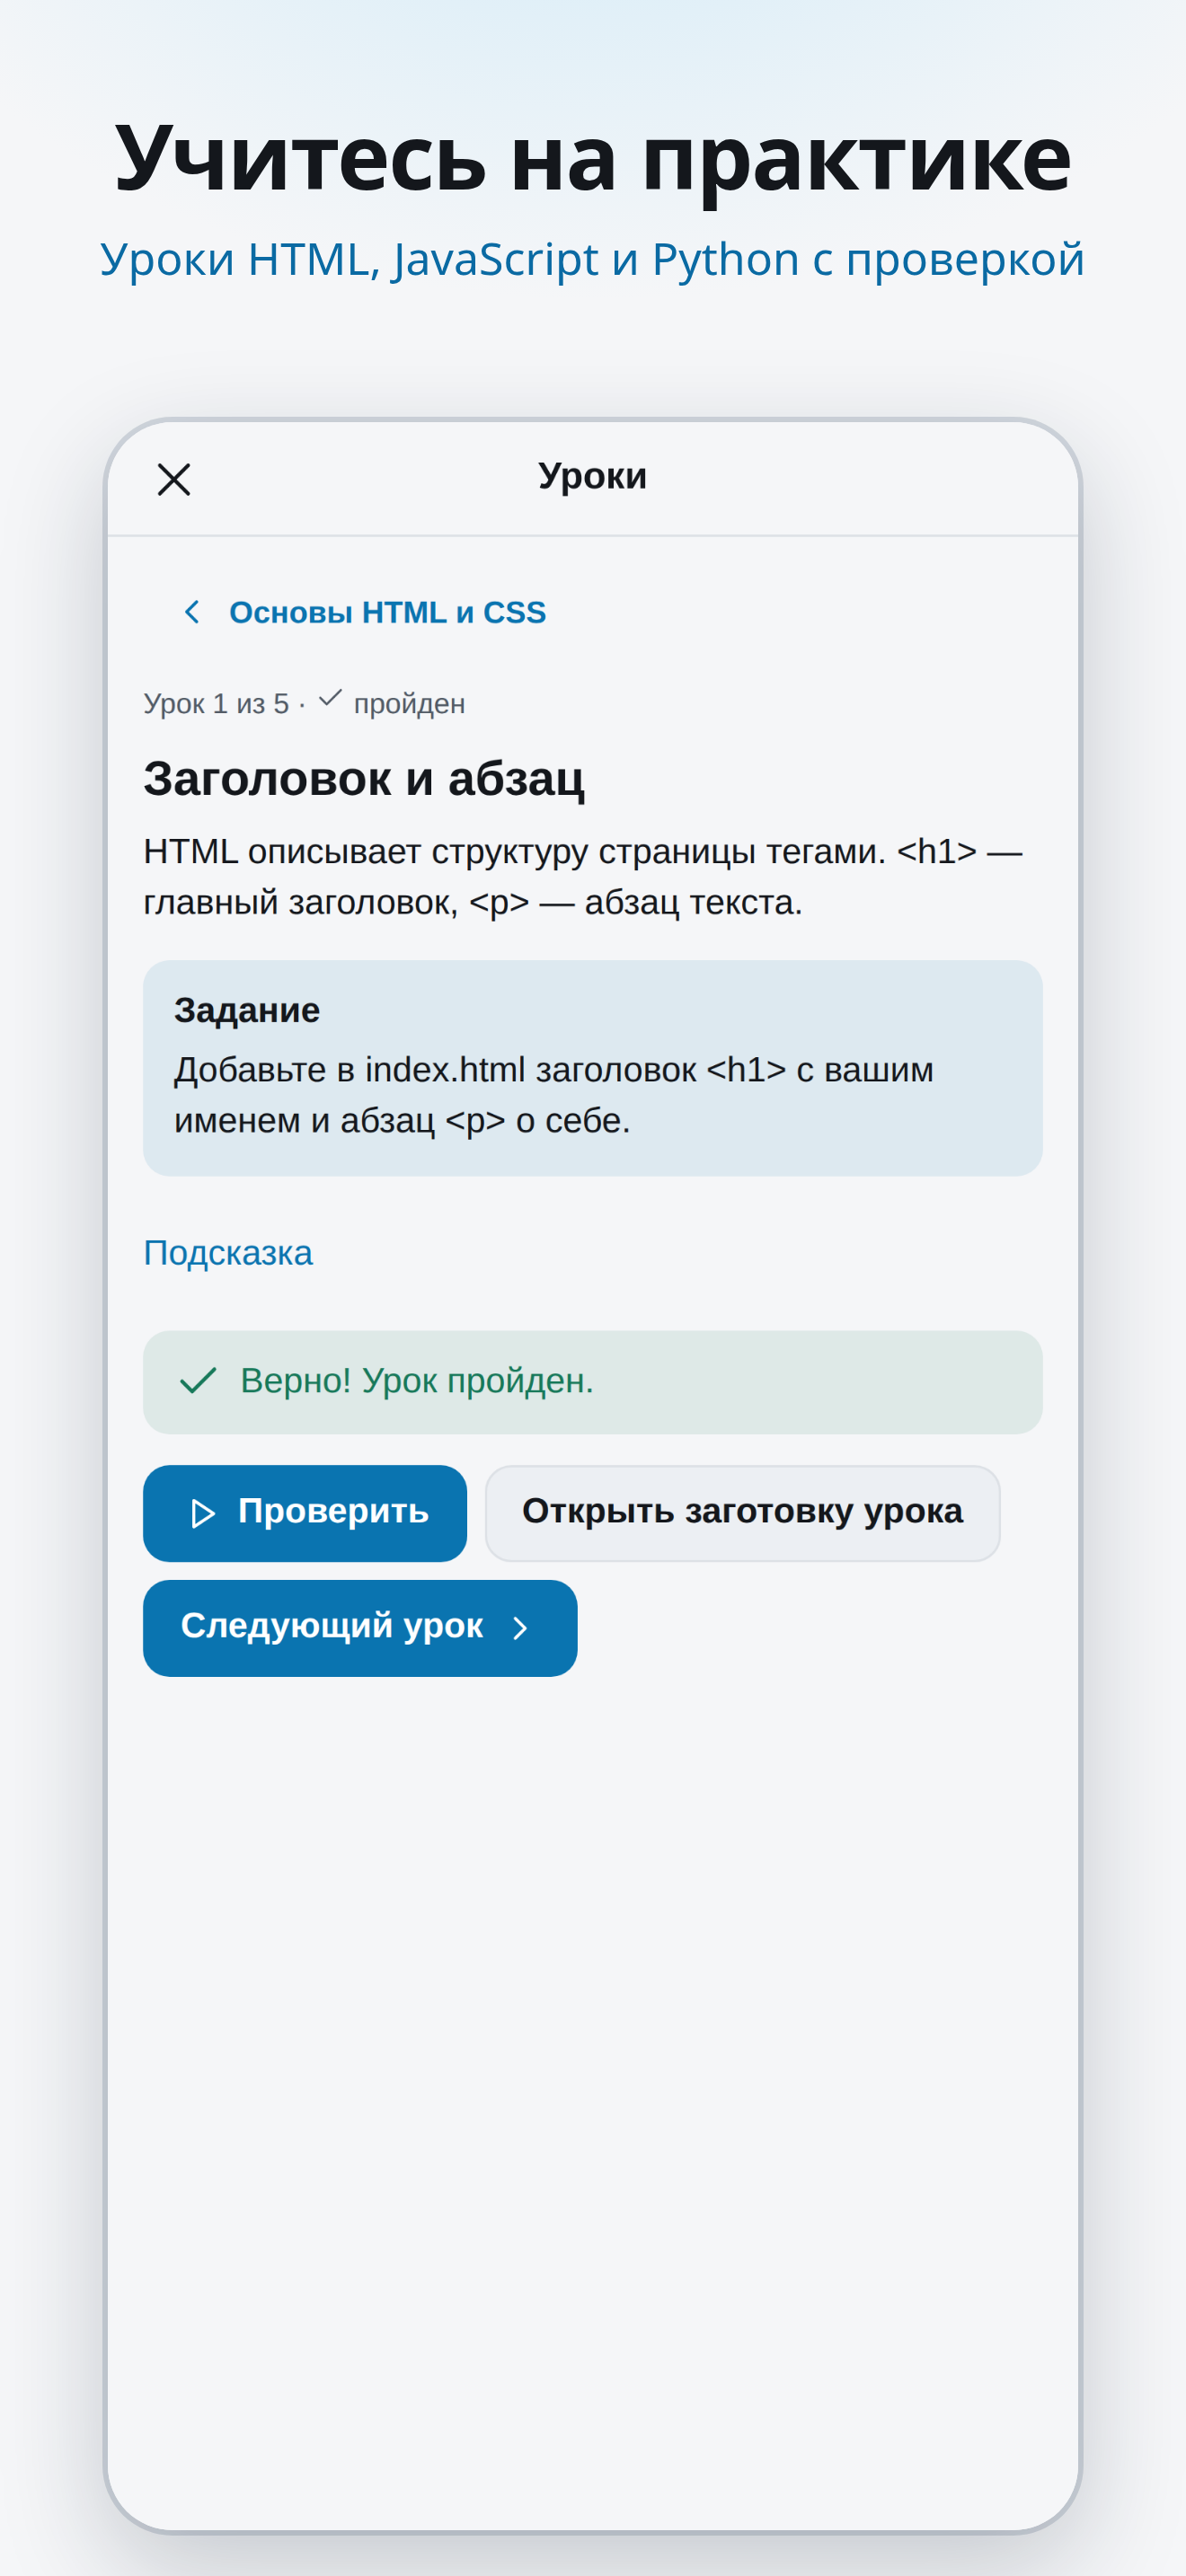 Учитесь на практике
Уроки HTML, JavaScript и Python с проверкой
Уроки
Основы HTML и CSS
Урок 1 из 5 · ✓ пройден
Заголовок и абзац
HTML описывает структуру страницы тегами. <h1> —
главный заголовок, <p> — абзац текста.
Задание
Добавьте в index.html заголовок <h1> с вашим
именем и абзац <p> о себе.
Подсказка
Верно! Урок пройден.
Проверить
Открыть заготовку урока
Следующий урок